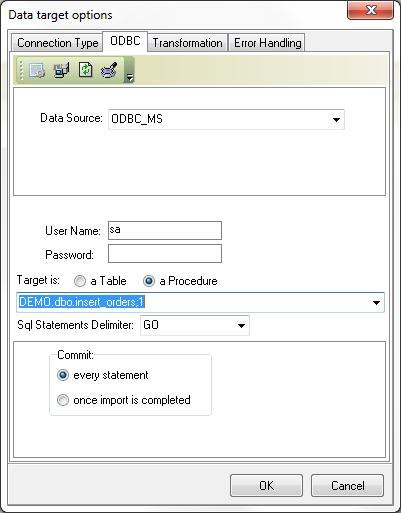 Data target options
Connection Type ODBC Transformation Error Handling
Data Source: ODBC_MS
User Name: sa
Password:
Target is: a Table a Procedure
DEMO.dbo.insert_orders;1
Sql Statements Delimiter: GO
Commit:
every statement
once import is completed
OK Cancel